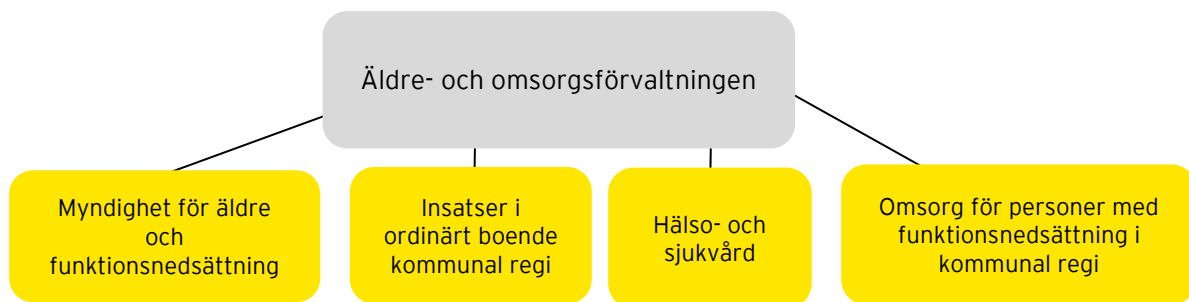 Äldre- och omsorgsförvaltningen
Myndighet för äldre
och
funktionsnedsättning
Insatser i
ordinärt boende
kommunal regi
Hälso- och
sjukvård
Omsorg för personer med
funktionsnedsättning i
kommunal regi